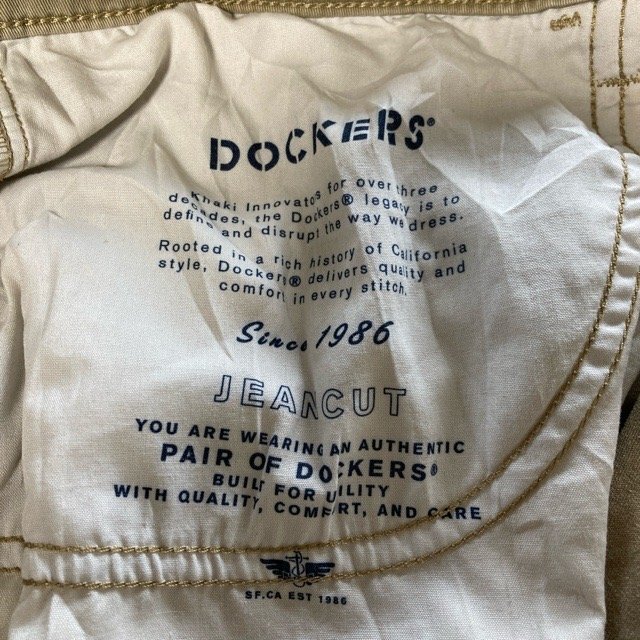 DOCKERS®
Khaki Innovators for over three
decades, the Dockers® legacy is to
define and disrupt the way we dress.
Rooted in a rich history of California
style, Dockers® delivers quality and
comfort in every stitch.
Since 1986
JEANCUT
YOU ARE WEARING AN AUTHENTIC
PAIR OF DOCKERS®
BUILT FOR UTILITY
WITH QUALITY, COMFORT, AND CARE
SF.CA EST 1986